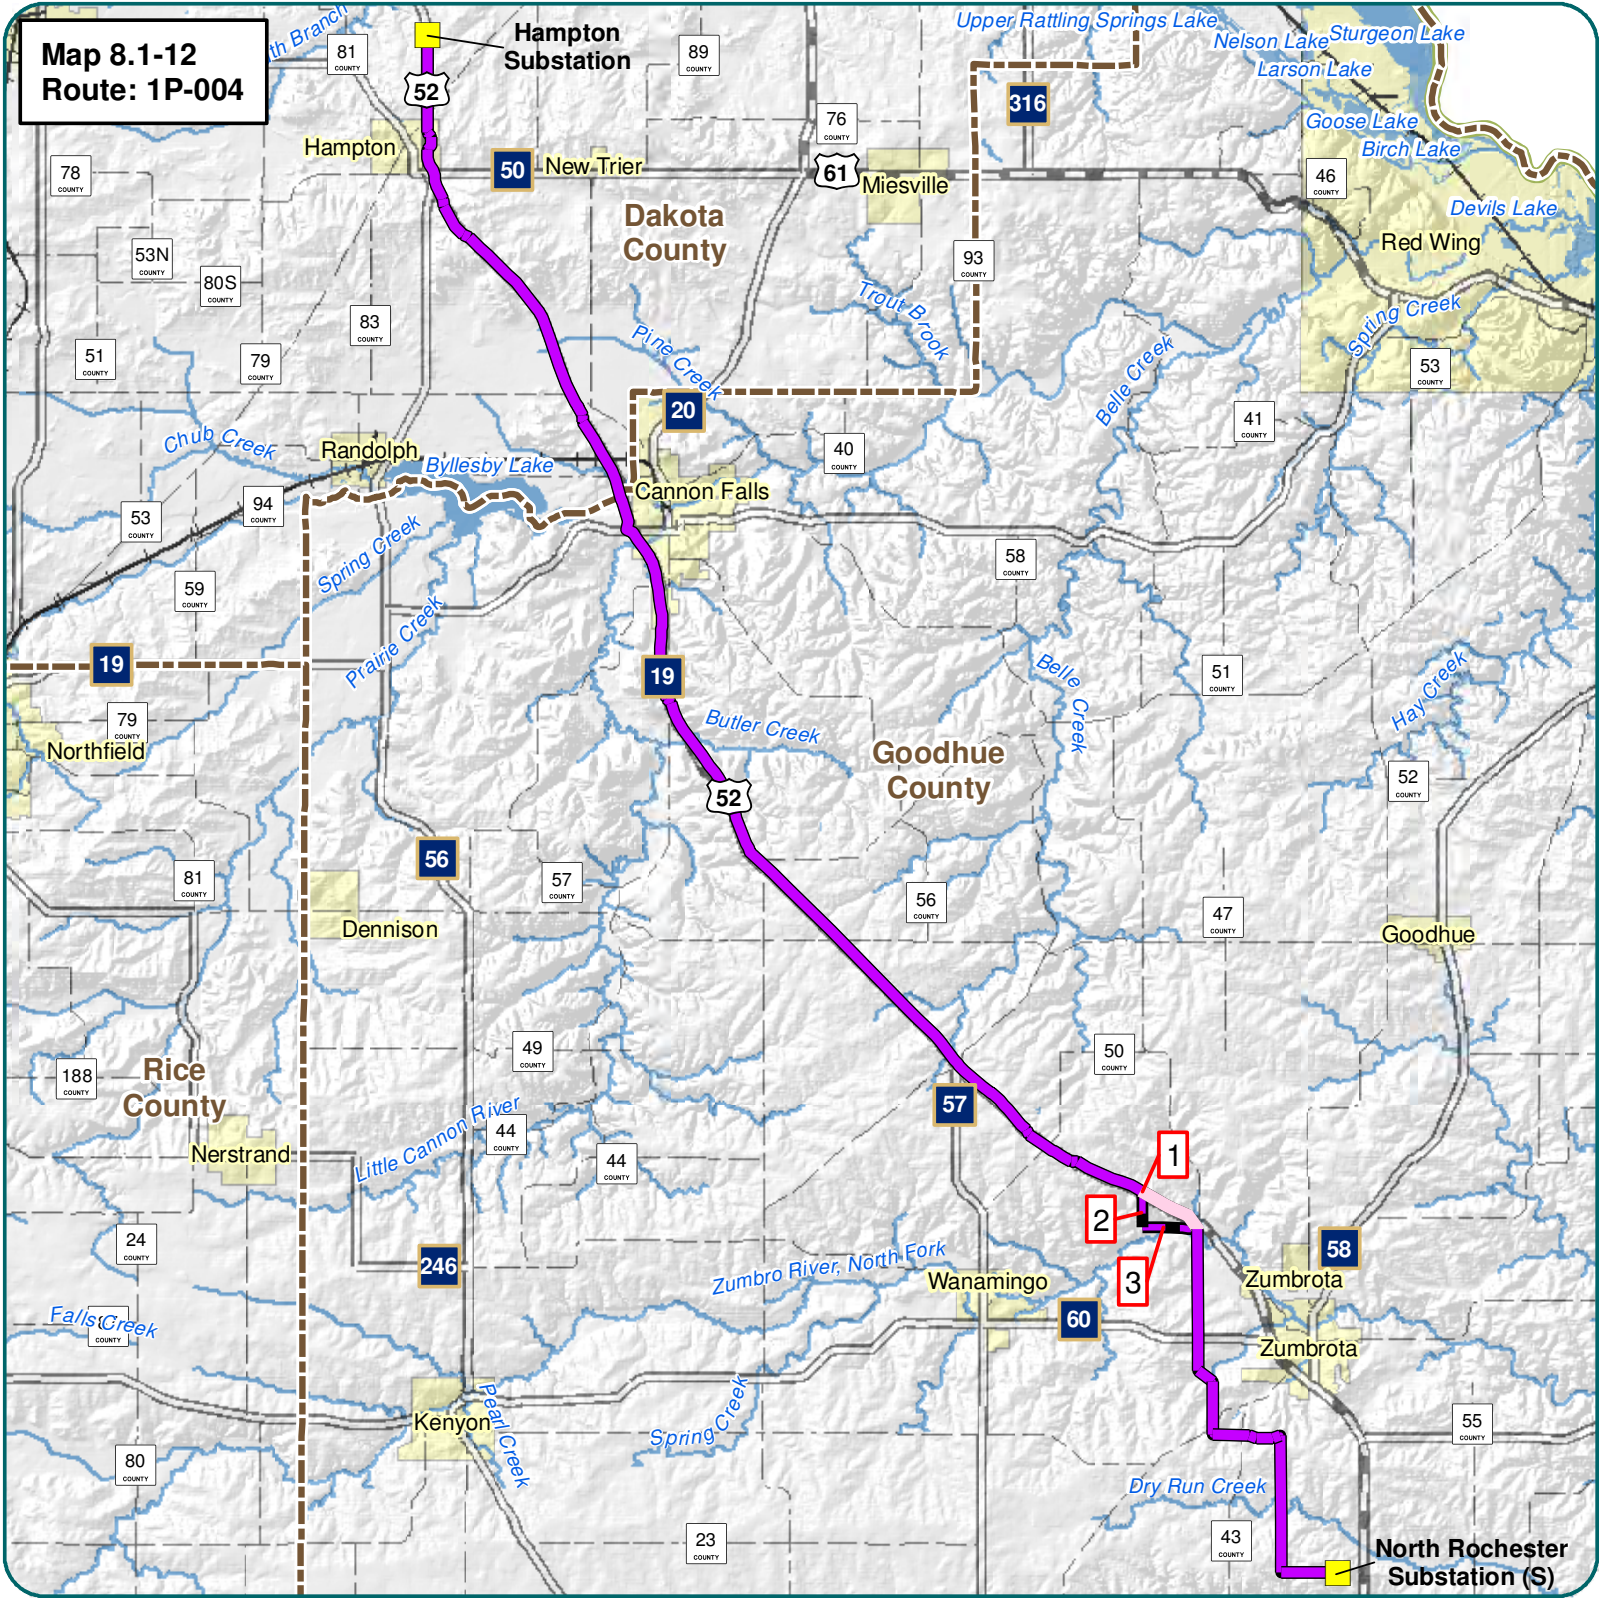 Map 8.1-12
Route: 1P-004
th Branch
81
COUNTY
52
Hampton
Substation
89
COUNTY
Upper Rattling Springs Lake
Nelson Lake
Sturgeon Lake
Larson Lake
Goose Lake
Birch Lake
316
76
COUNTY
Hampton
50
New Trier
61
Miesville
46
COUNTY
78
COUNTY
Devils Lake
Red Wing
Dakota
County
53N
COUNTY
80S
COUNTY
93
COUNTY
Trout Brook
83
COUNTY
Spring Creek
51
COUNTY
79
COUNTY
Pine Creek
Belle Creek
53
COUNTY
20
41
COUNTY
Chub Creek
Randolph
Byllesby Lake
40
COUNTY
Cannon Falls
53
COUNTY
94
COUNTY
Spring Creek
58
COUNTY
59
COUNTY
Prairie Creek
19
19
Belle
Creek
51
COUNTY
Hay Creek
79
COUNTY
Northfield
Butler Creek
Goodhue
County
52
COUNTY
52
56
81
COUNTY
57
COUNTY
56
COUNTY
47
COUNTY
Dennison
Goodhue
49
COUNTY
50
COUNTY
188
COUNTY
Rice
County
57
Little Cannon River
44
COUNTY
44
COUNTY
Nerstrand
1
2
3
24
COUNTY
246
Zumbro River, North Fork
Wanamingo
58
Zumbrota
60
Falls Creek
COUNTY
Zumbrota
Kenyon
Pearl Creek
Spring Creek
55
COUNTY
80
COUNTY
Dry Run Creek
23
COUNTY
43
COUNTY
North Rochester
Substation (S)